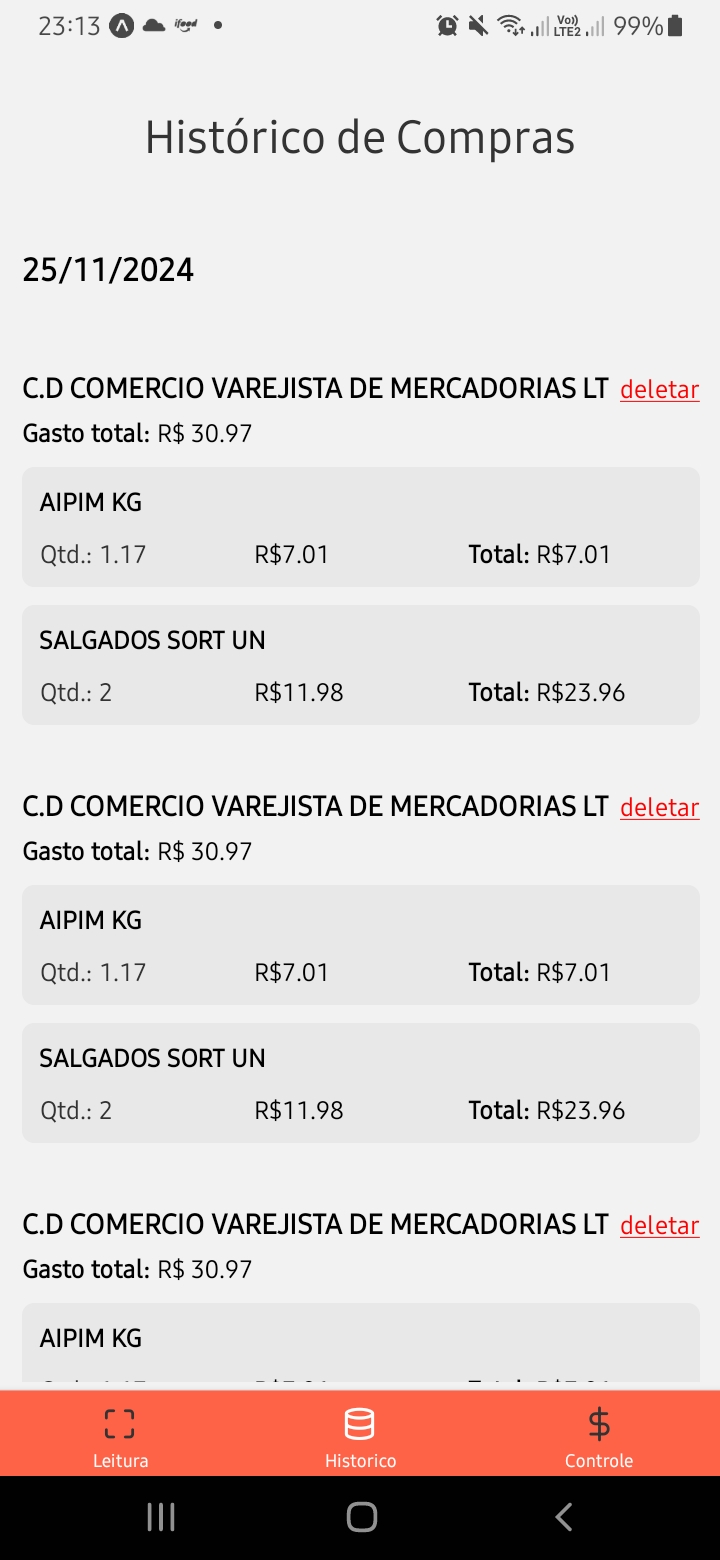 23:13 ifood Vo)) LTE2 99%
Histórico de Compras
25/11/2024
C.D COMERCIO VAREJISTA DE MERCADORIAS LT deletar
Gasto total: R$ 30.97
AIPIM KG
Qtd.: 1.17 R$7.01 Total: R$7.01
SALGADOS SORT UN
Qtd.: 2 R$11.98 Total: R$23.96
C.D COMERCIO VAREJISTA DE MERCADORIAS LT deletar
Gasto total: R$ 30.97
AIPIM KG
Qtd.: 1.17 R$7.01 Total: R$7.01
SALGADOS SORT UN
Qtd.: 2 R$11.98 Total: R$23.96
C.D COMERCIO VAREJISTA DE MERCADORIAS LT deletar
Gasto total: R$ 30.97
AIPIM KG
Leitura Historico Controle